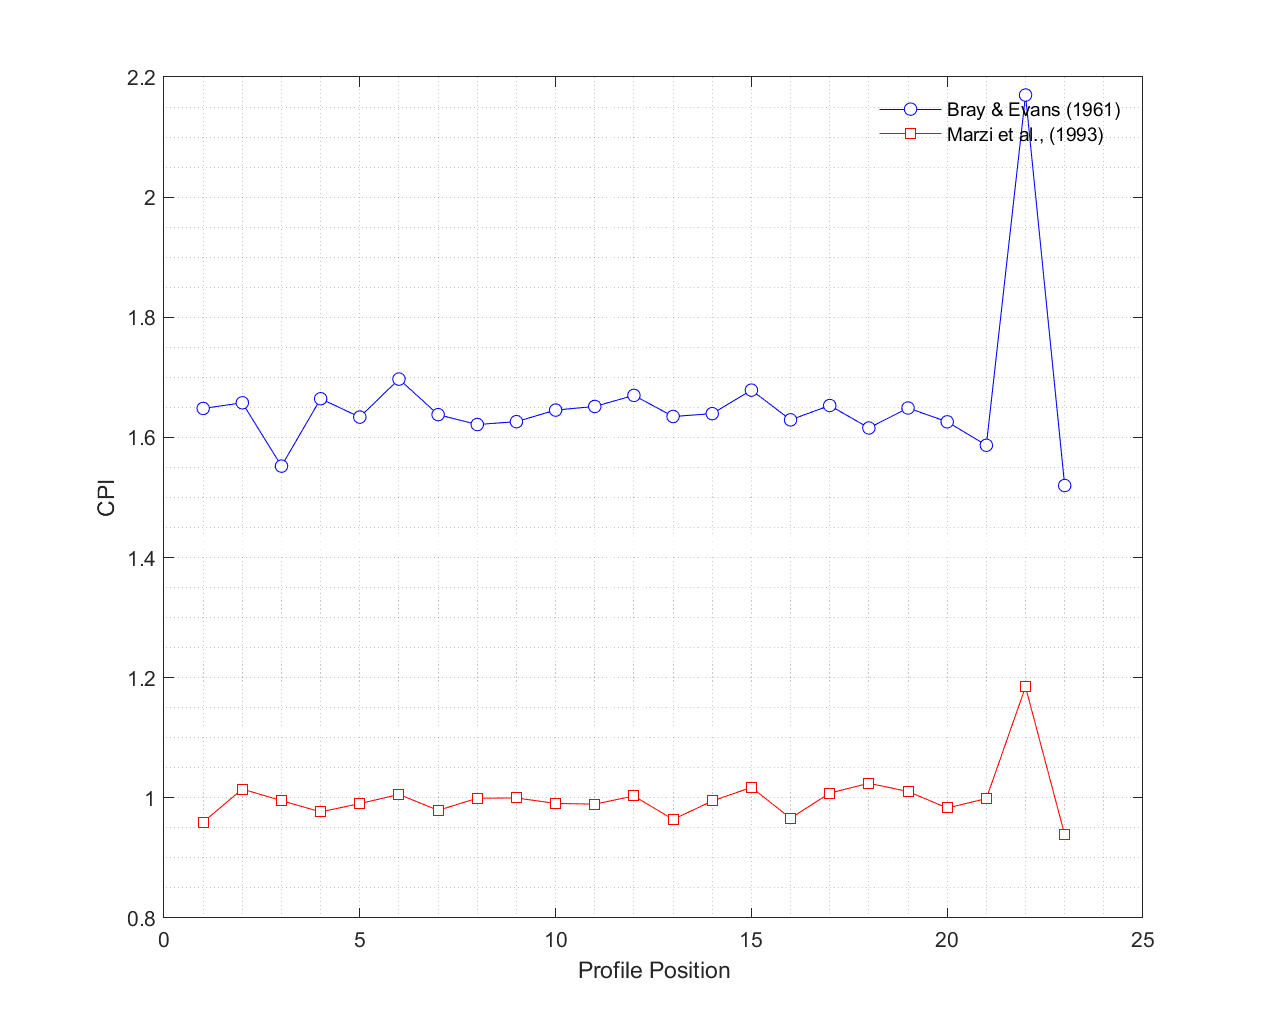 2.2
2
1.8
1.6
1.4
1.2
1
0.8
CPI
0 5 10 15 20 25
Profile Position
Bray & Evans (1961)
Marzi et al., (1993)